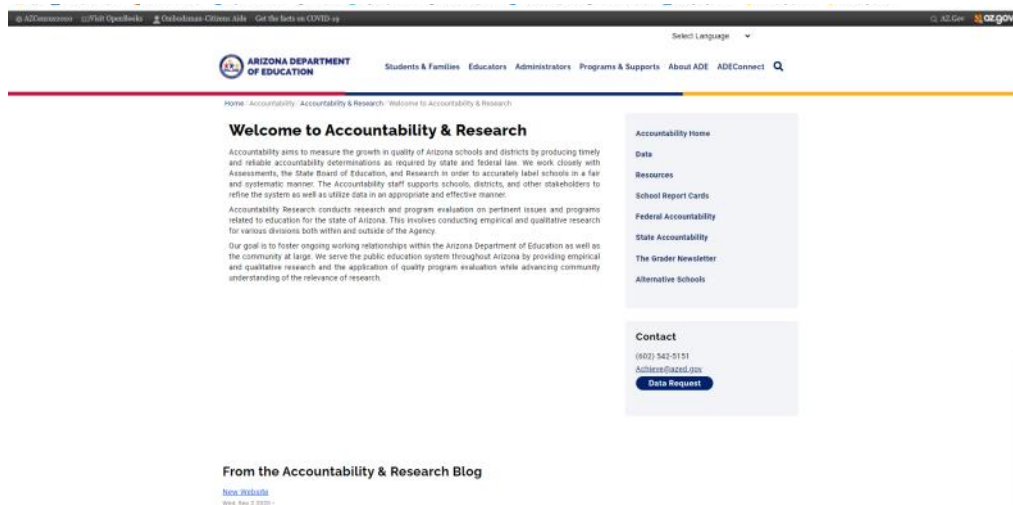 AZCommerce Visit OpenBooks Ombudsman-Citizens Aide Get the facts on COVID-19 AZ.Gov az.gov
Select Language
ARIZONA DEPARTMENT
OF EDUCATION
Students & Families Educators Administrators Programs & Supports About ADE ADEConnect
Home / Accountability / Accountability & Research / Welcome to Accountability & Research
Welcome to Accountability & Research
Accountability aims to measure the growth in quality of Arizona schools and districts by producing timely
and reliable accountability determinations as required by state and federal law. We work closely with
Assessments, the State Board of Education, and Research in order to accurately label schools in a fair
and systematic manner. The Accountability staff supports schools, districts, and other stakeholders to
refine the system as well as utilize data in an appropriate and effective manner.
Accountability Research conducts research and program evaluation on pertinent issues and programs
related to education for the state of Arizona. This involves conducting empirical and qualitative research
for various divisions both within and outside of the Agency.
Our goal is to foster ongoing working relationships within the Arizona Department of Education as well as
the community at large. We serve the public education system throughout Arizona by providing empirical
and qualitative research and the application of quality program evaluation while advancing community
understanding of the relevance of research.
Accountability Home
Data
Resources
School Report Cards
Federal Accountability
State Accountability
The Grader Newsletter
Alternative Schools
Contact
(602) 542-5151
Achieve@azed.gov
Data Request
From the Accountability & Research Blog
New Website
Wed, Sep 2 2020 -